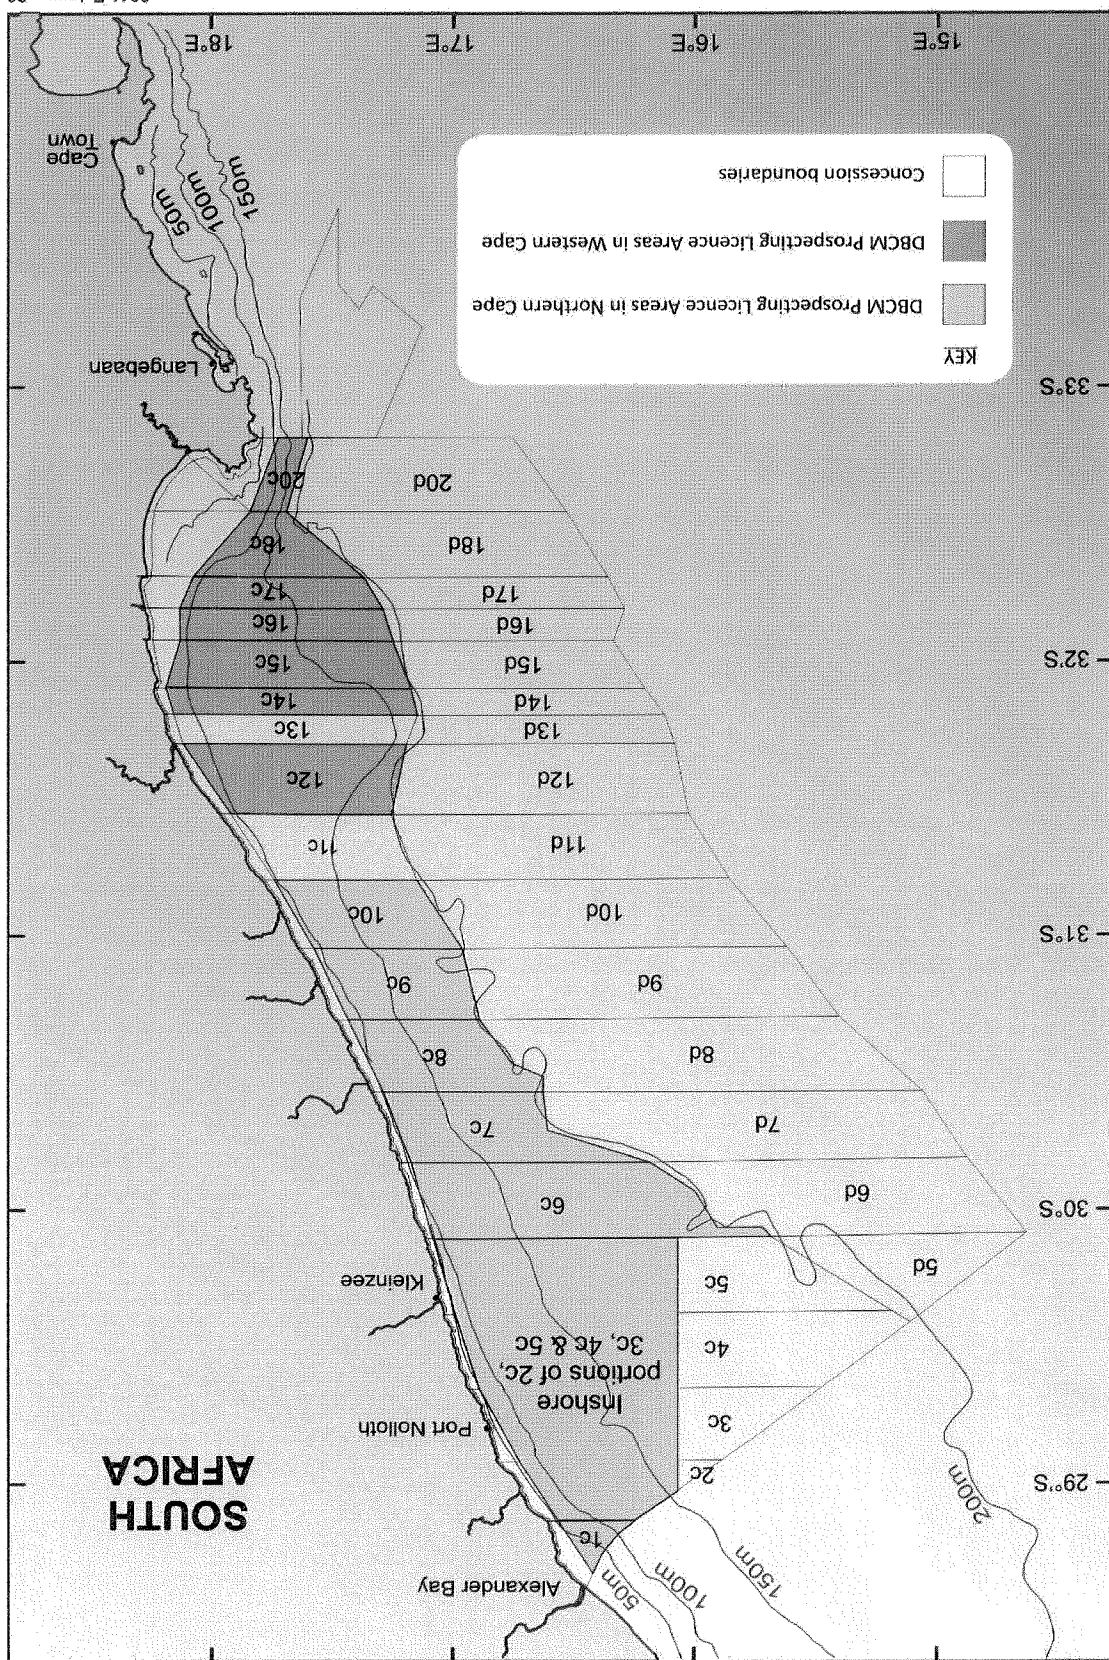 SOUTH
AFRICA
Alexander Bay
Port Nolloth
Kleinzee
Langebaan
Cape
Town
50m
100m
150m
200m
29°S
30°S
31°S
32°S
33°S
1c
2c
3c
4c
5c
Inshore
portions of 2c,
3c, 4c & 5c
5d
6d
6c
7d
7c
8d
8c
9d
9c
10d
10c
11d
11c
12d
12c
13d
13c
14d
14c
15d
15c
16d
16c
17d
17c
18d
18c
20d
20c
50m
100m
150m
KEY
DBCM Prospecting Licence Areas in Northern Cape
DBCM Prospecting Licence Areas in Western Cape
Concession boundaries
15°E
16°E
17°E
18°E